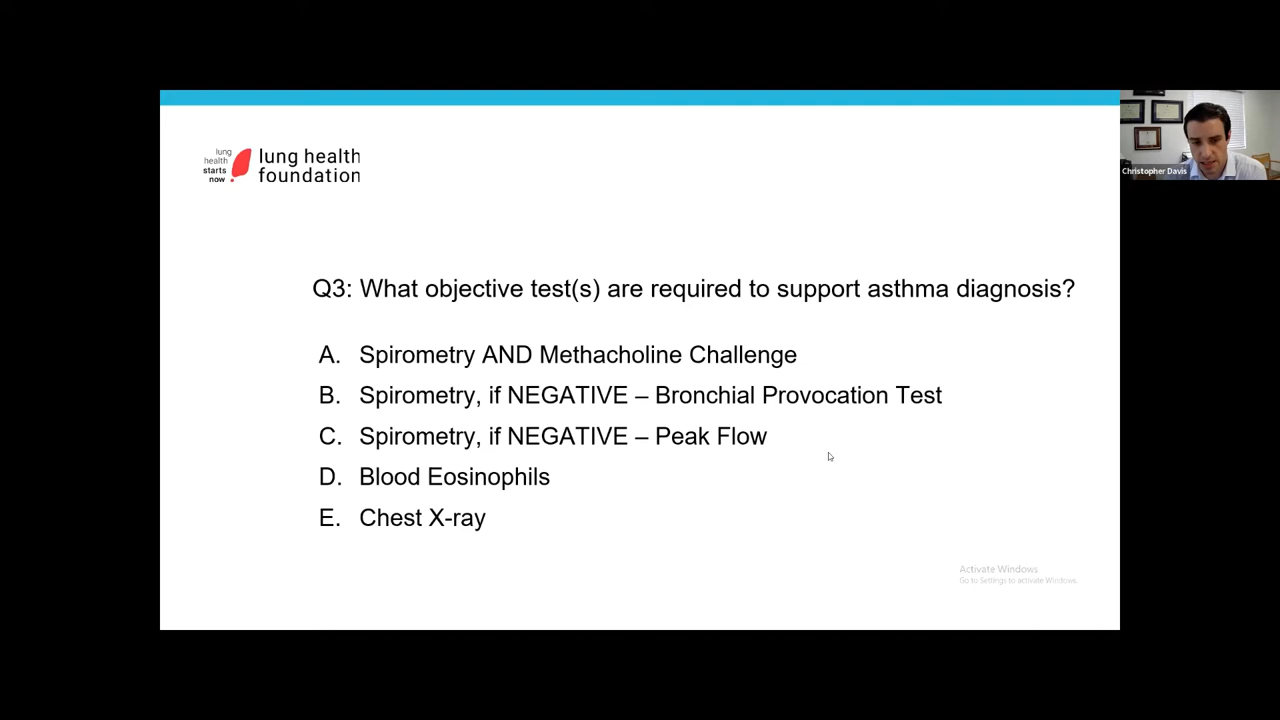 lung
health
starts
now
lung health
foundation
Christopher Davis
Q3: What objective test(s) are required to support asthma diagnosis?
A. Spirometry AND Methacholine Challenge
B. Spirometry, if NEGATIVE – Bronchial Provocation Test
C. Spirometry, if NEGATIVE – Peak Flow
D. Blood Eosinophils
E. Chest X-ray
Activate Windows
Go to Settings to activate Windows.